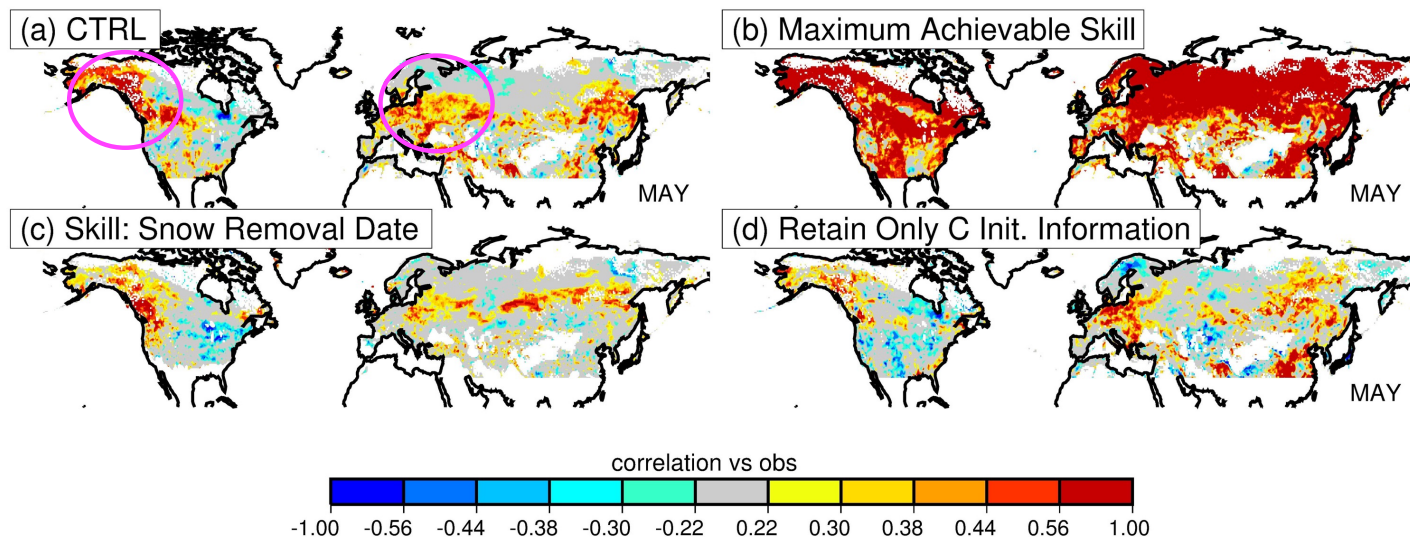 (a) CTRL
(b) Maximum Achievable Skill
MAY
MAY
(c) Skill: Snow Removal Date
(d) Retain Only C Init. Information
MAY
correlation vs obs
-1.00 -0.56 -0.44 -0.38 -0.30 -0.22 0.22 0.30 0.38 0.44 0.56 1.00